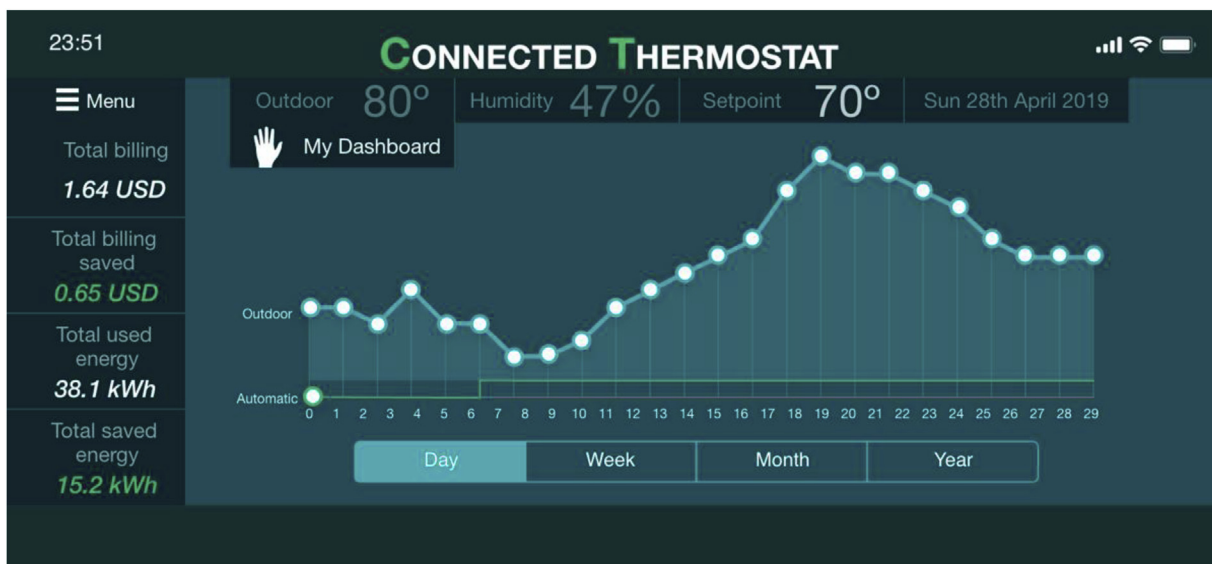 23:51
CONNECTED THERMOSTAT
Menu
Outdoor 80° Humidity 47% Setpoint 70° Sun 28th April 2019
My Dashboard
Total billing
1.64 USD
Total billing
saved
0.65 USD
Total used
energy
38.1 kWh
Total saved
energy
15.2 kWh
Outdoor
Automatic
0 1 2 3 4 5 6 7 8 9 10 11 12 13 14 15 16 17 18 19 20 21 22 23 24 25 26 27 28 29
Day Week Month Year